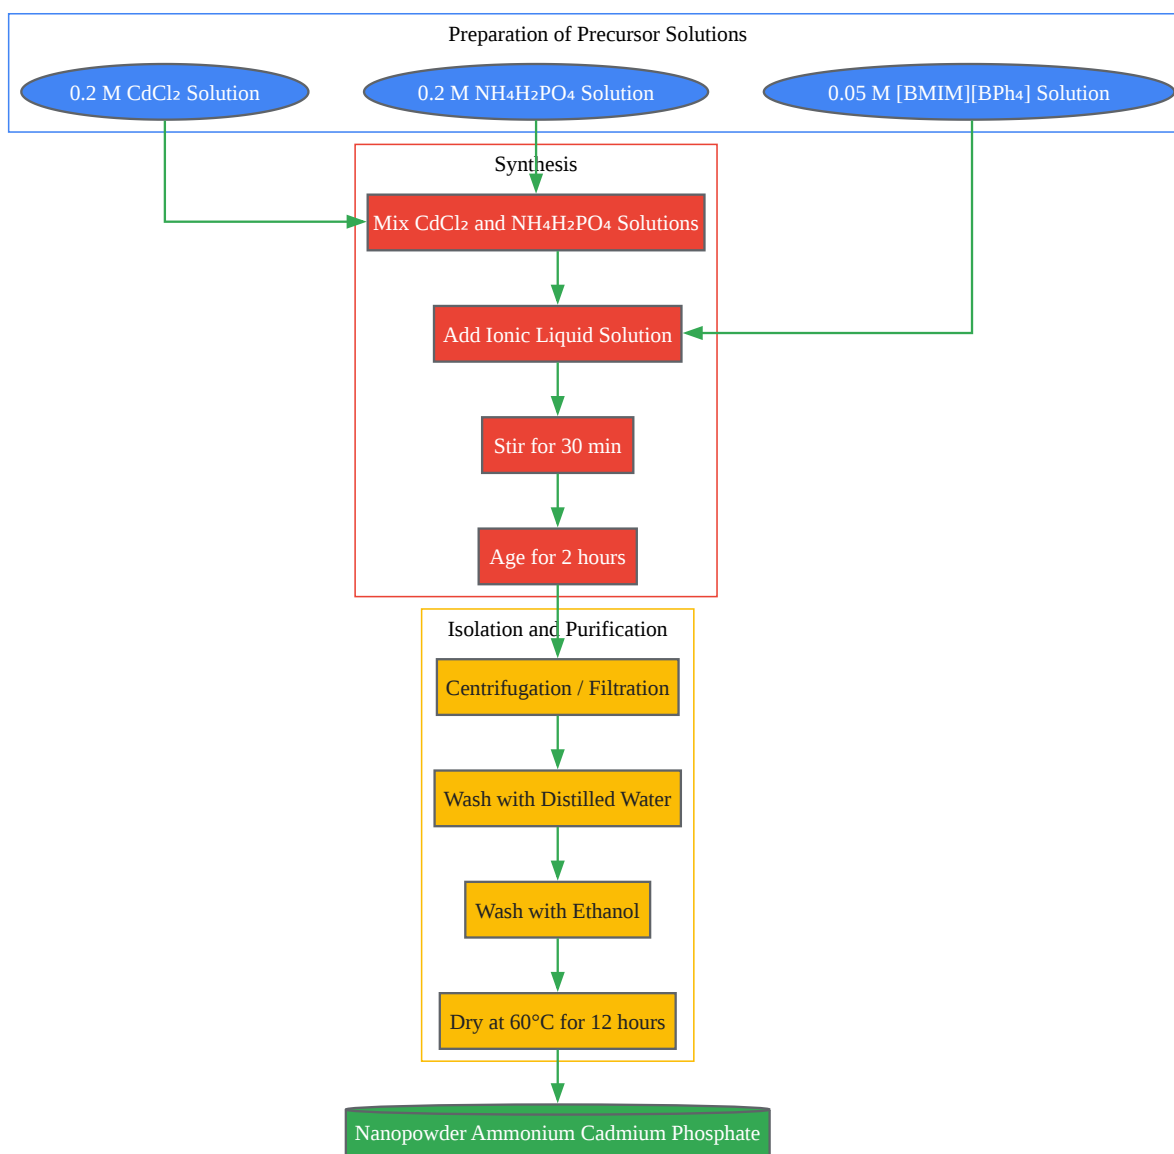 Preparation of Precursor Solutions
0.2 M CdCl₂ Solution
0.2 M NH₄H₂PO₄ Solution
0.05 M [BMIM][BPh₄] Solution
Synthesis
Mix CdCl₂ and NH₄H₂PO₄ Solutions
Add Ionic Liquid Solution
Stir for 30 min
Age for 2 hours
Isolation and Purification
Centrifugation / Filtration
Wash with Distilled Water
Wash with Ethanol
Dry at 60°C for 12 hours
Nanopowder Ammonium Cadmium Phosphate